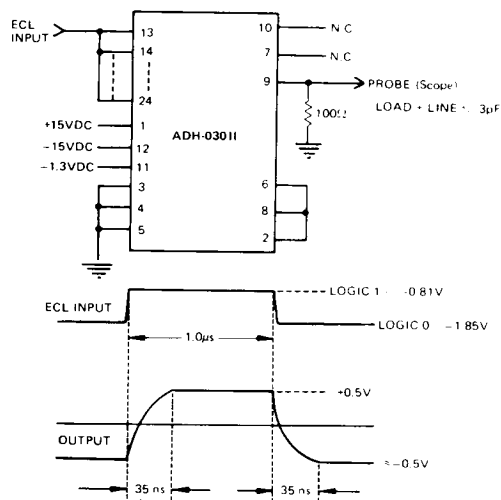 ECL INPUT
13
14
24
+15VDC 1
-15VDC 12
-1.3VDC 11
3
4
5
ADH-030II
10 N.C
7 N.C
9 PROBE (Scope)
100Ω
LOAD + LINE 3pF
6
8
2
ECL INPUT
LOGIC 1 -0.81V
LOGIC 0 -1.85V
1.0µs
OUTPUT
+0.5V
-0.5V
35 ns
35 ns